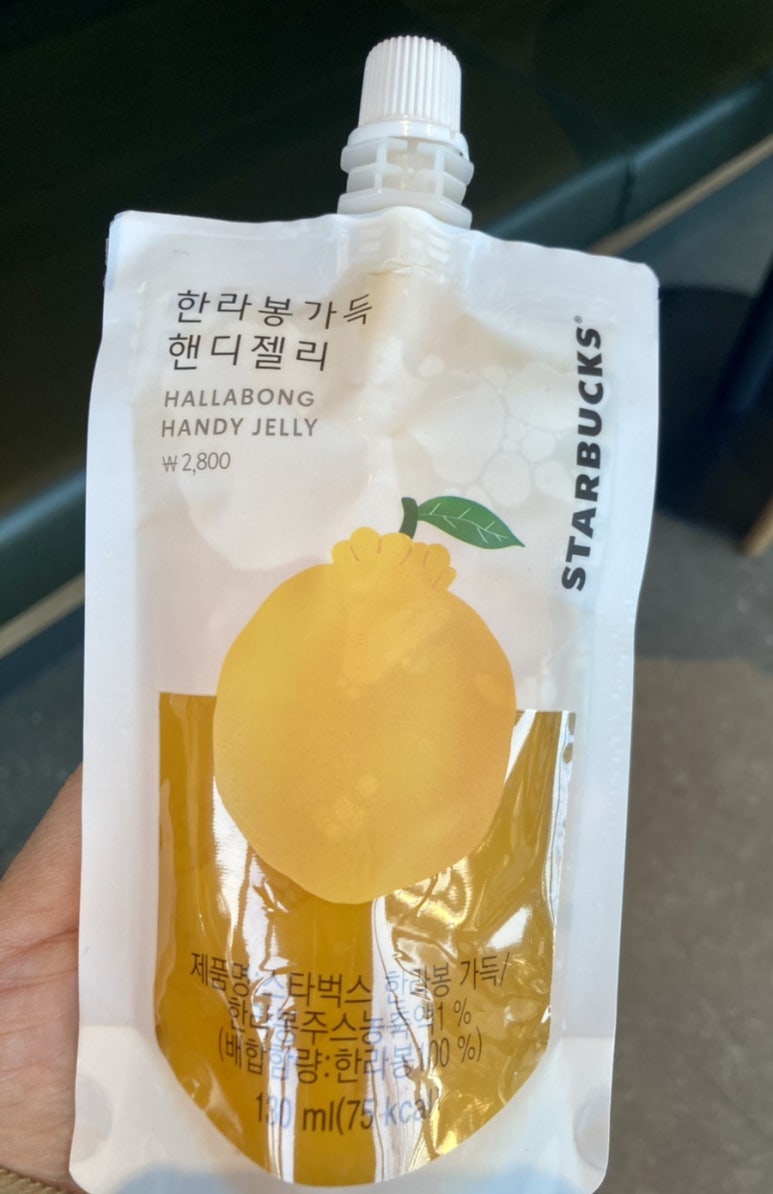 한라봉가득
핸디젤리
HALLABONG
HANDY JELLY
₩2,800
STARBUCKS®
제품명:스타벅스 한라봉 가득/
한라봉주스농축액1 %
(배합함량:한라봉100 %)
130 ml(75 kcal)